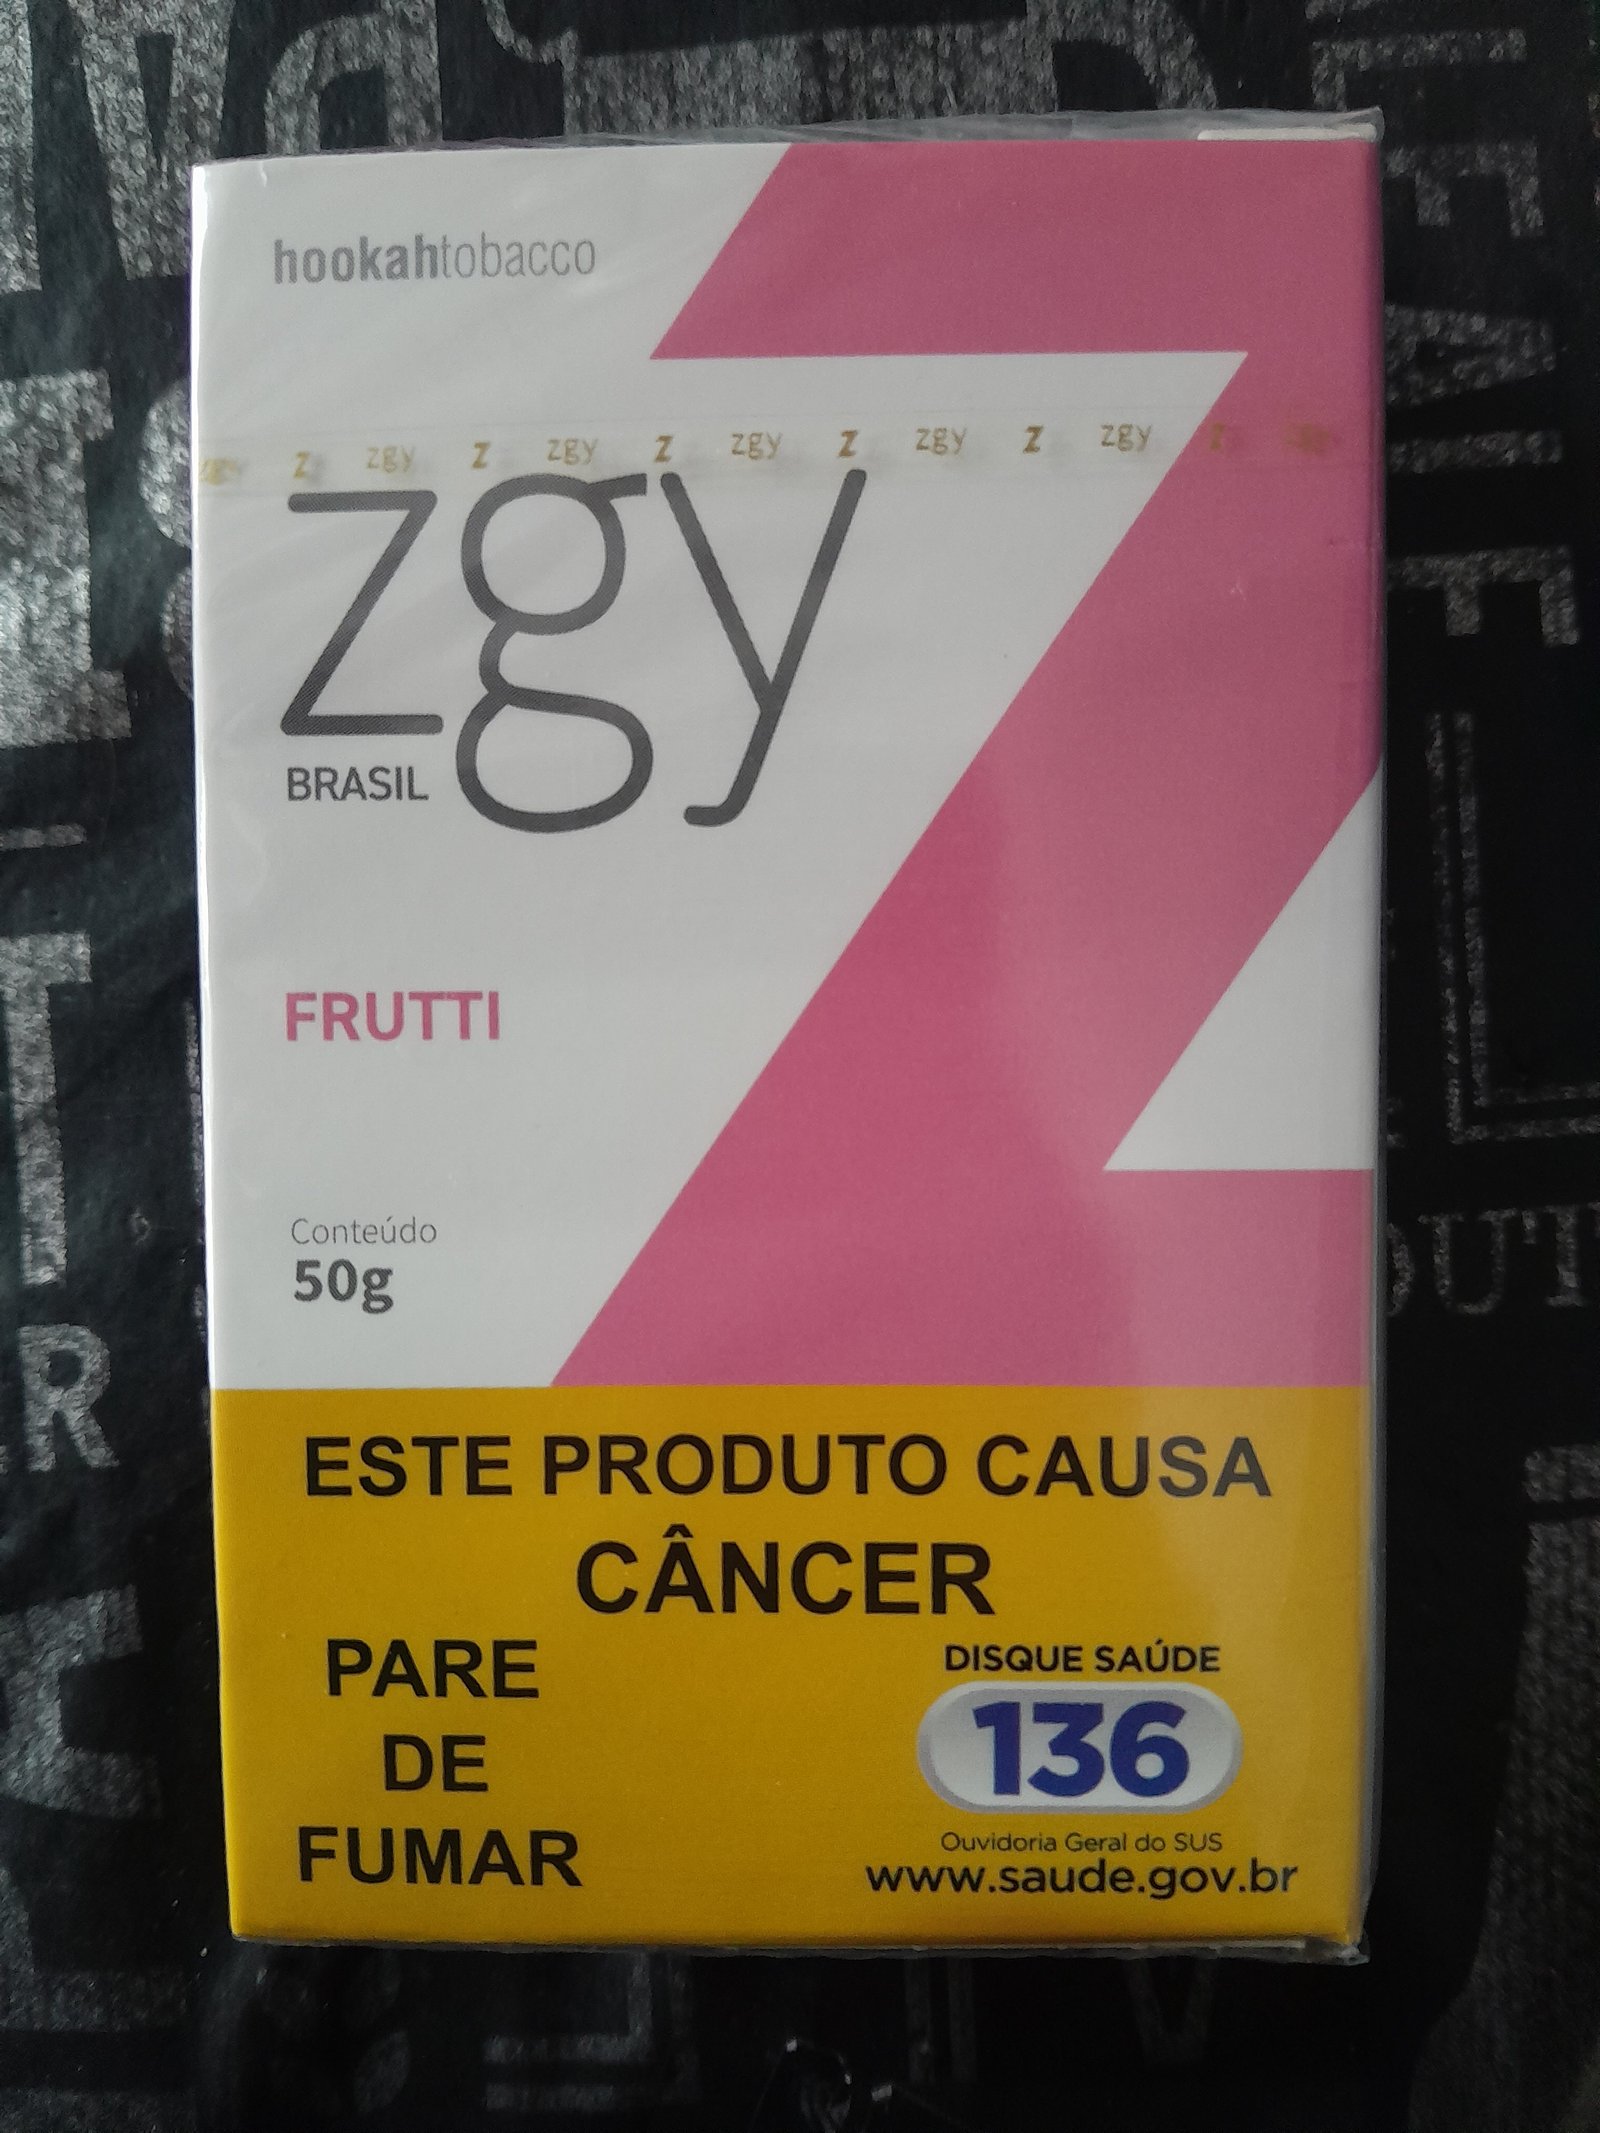 hookahtobacco
z zgy z zgy z zgy z zgy z zgy z
zgy
BRASIL
FRUTTI
Conteúdo
50g
ESTE PRODUTO CAUSA
CÂNCER
PARE
DE
FUMAR
DISQUE SAÚDE
136
Ouvidoria Geral do SUS
www.saude.gov.br